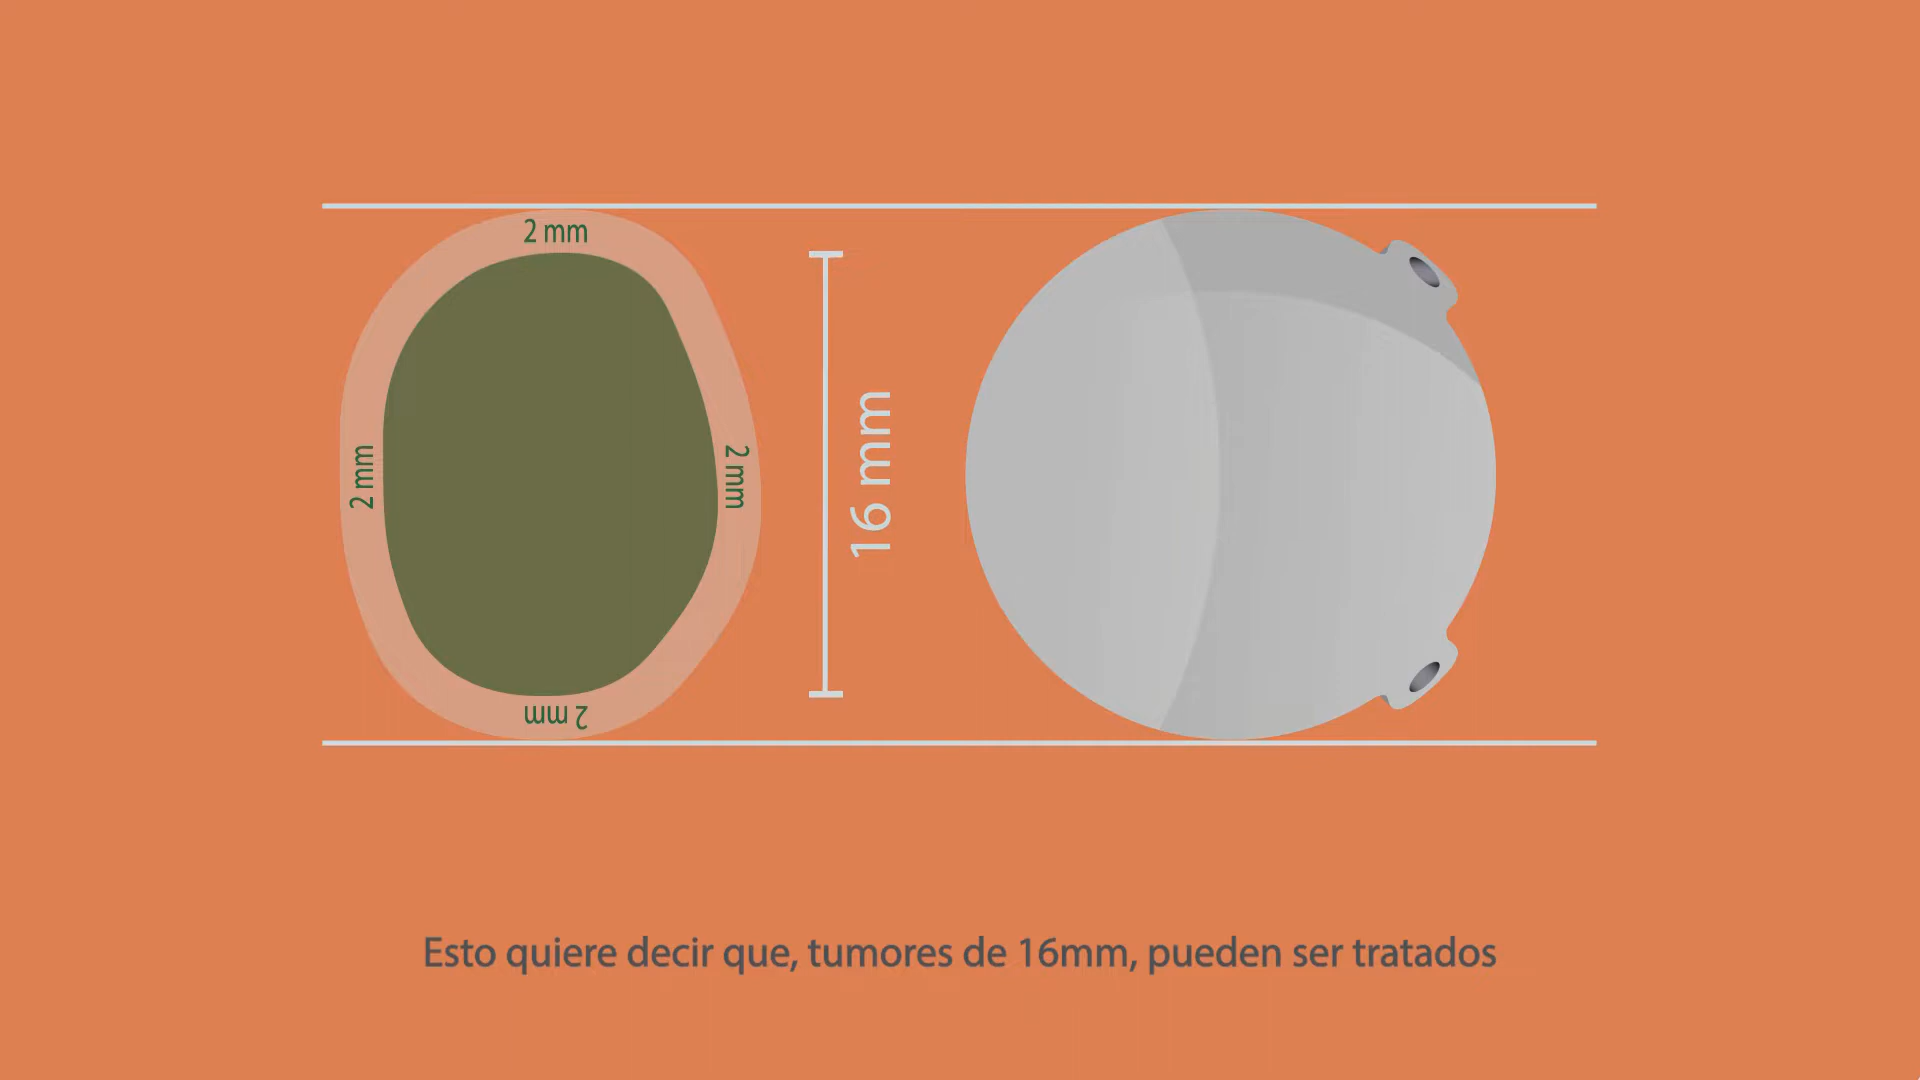 2 mm
2 mm
2 mm
2 mm
16 mm
Esto quiere decir que, tumores de 16mm, pueden ser tratados